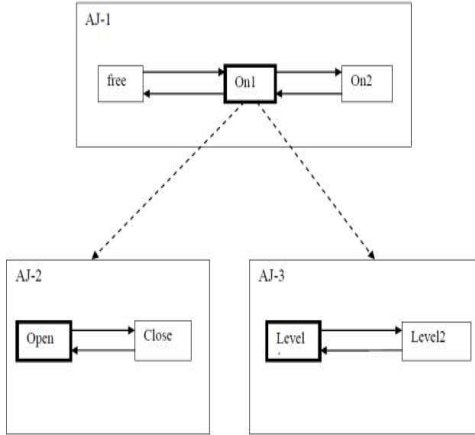 AJ-1
free
On1
On2
AJ-2
AJ-3
Open
Close
Level
Level2